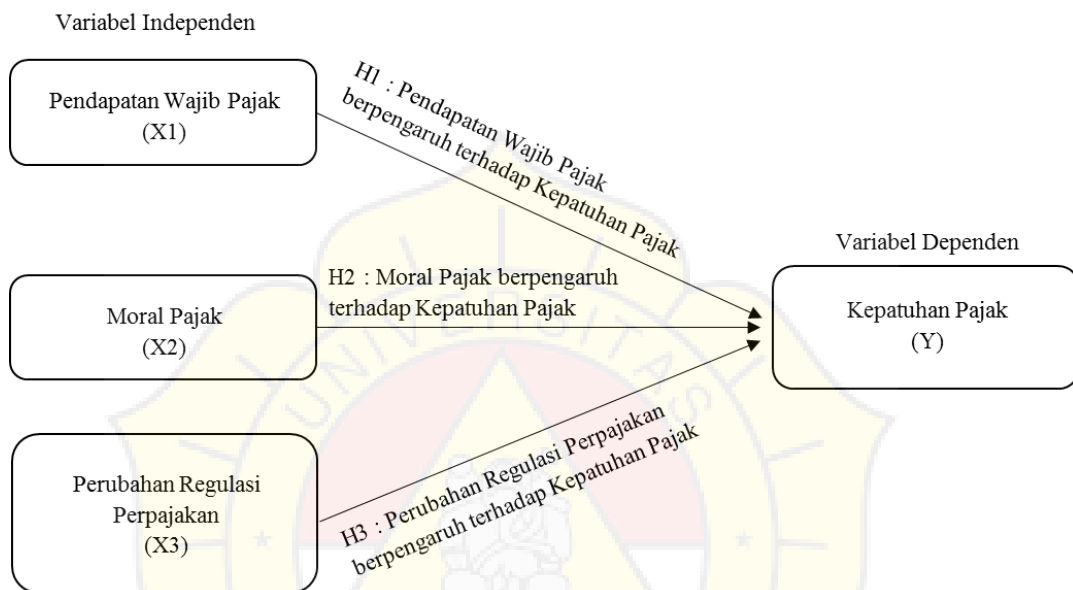 Variabel Independen
Pendapatan Wajib Pajak
(X1)
H1 : Pendapatan Wajib Pajak
berpengaruh terhadap Kepatuhan Pajak
Variabel Dependen
Moral Pajak
(X2)
H2 : Moral Pajak berpengaruh
terhadap Kepatuhan Pajak
Kepatuhan Pajak
(Y)
Perubahan Regulasi
Perpajakan
(X3)
H3 : Perubahan Regulasi Perpajakan
berpengaruh terhadap Kepatuhan Pajak
UNIVERSITAS